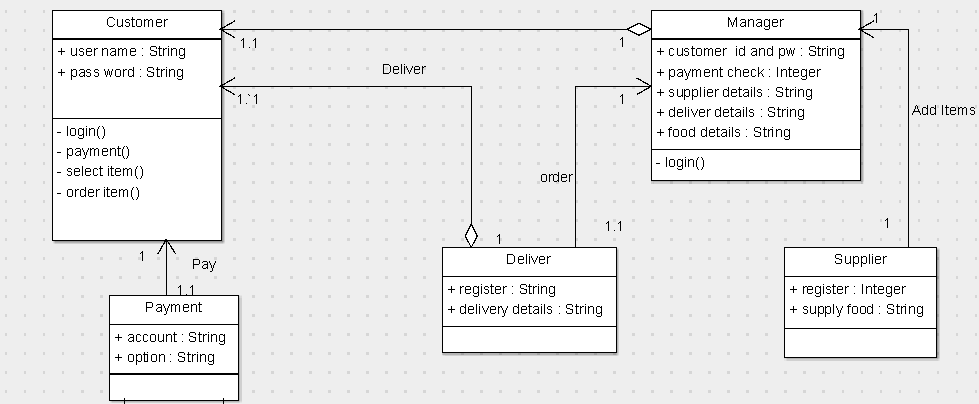 Customer
+ user name : String
+ pass word : String
- login()
- payment()
- select item()
- order item()
1..1
1
Manager
+ customer id and pw : String
+ payment check : Integer
+ supplier details : String
+ deliver details : String
+ food details : String
- login()
1
Deliver
1..`1
1
Add Items
order
1..1
1
1
Pay
1..1
1
Deliver
+ register : String
+ delivery details : String
Supplier
+ register : Integer
+ supply food : String
Payment
+ account : String
+ option : String